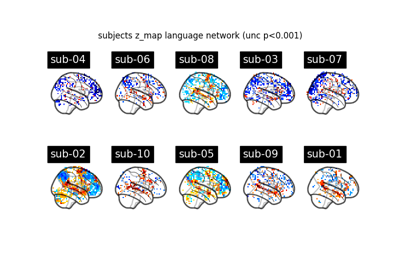 subjects z_map language network (unc p<0.001)
sub-04 sub-06 sub-08 sub-03 sub-07
sub-02 sub-10 sub-05 sub-09 sub-01